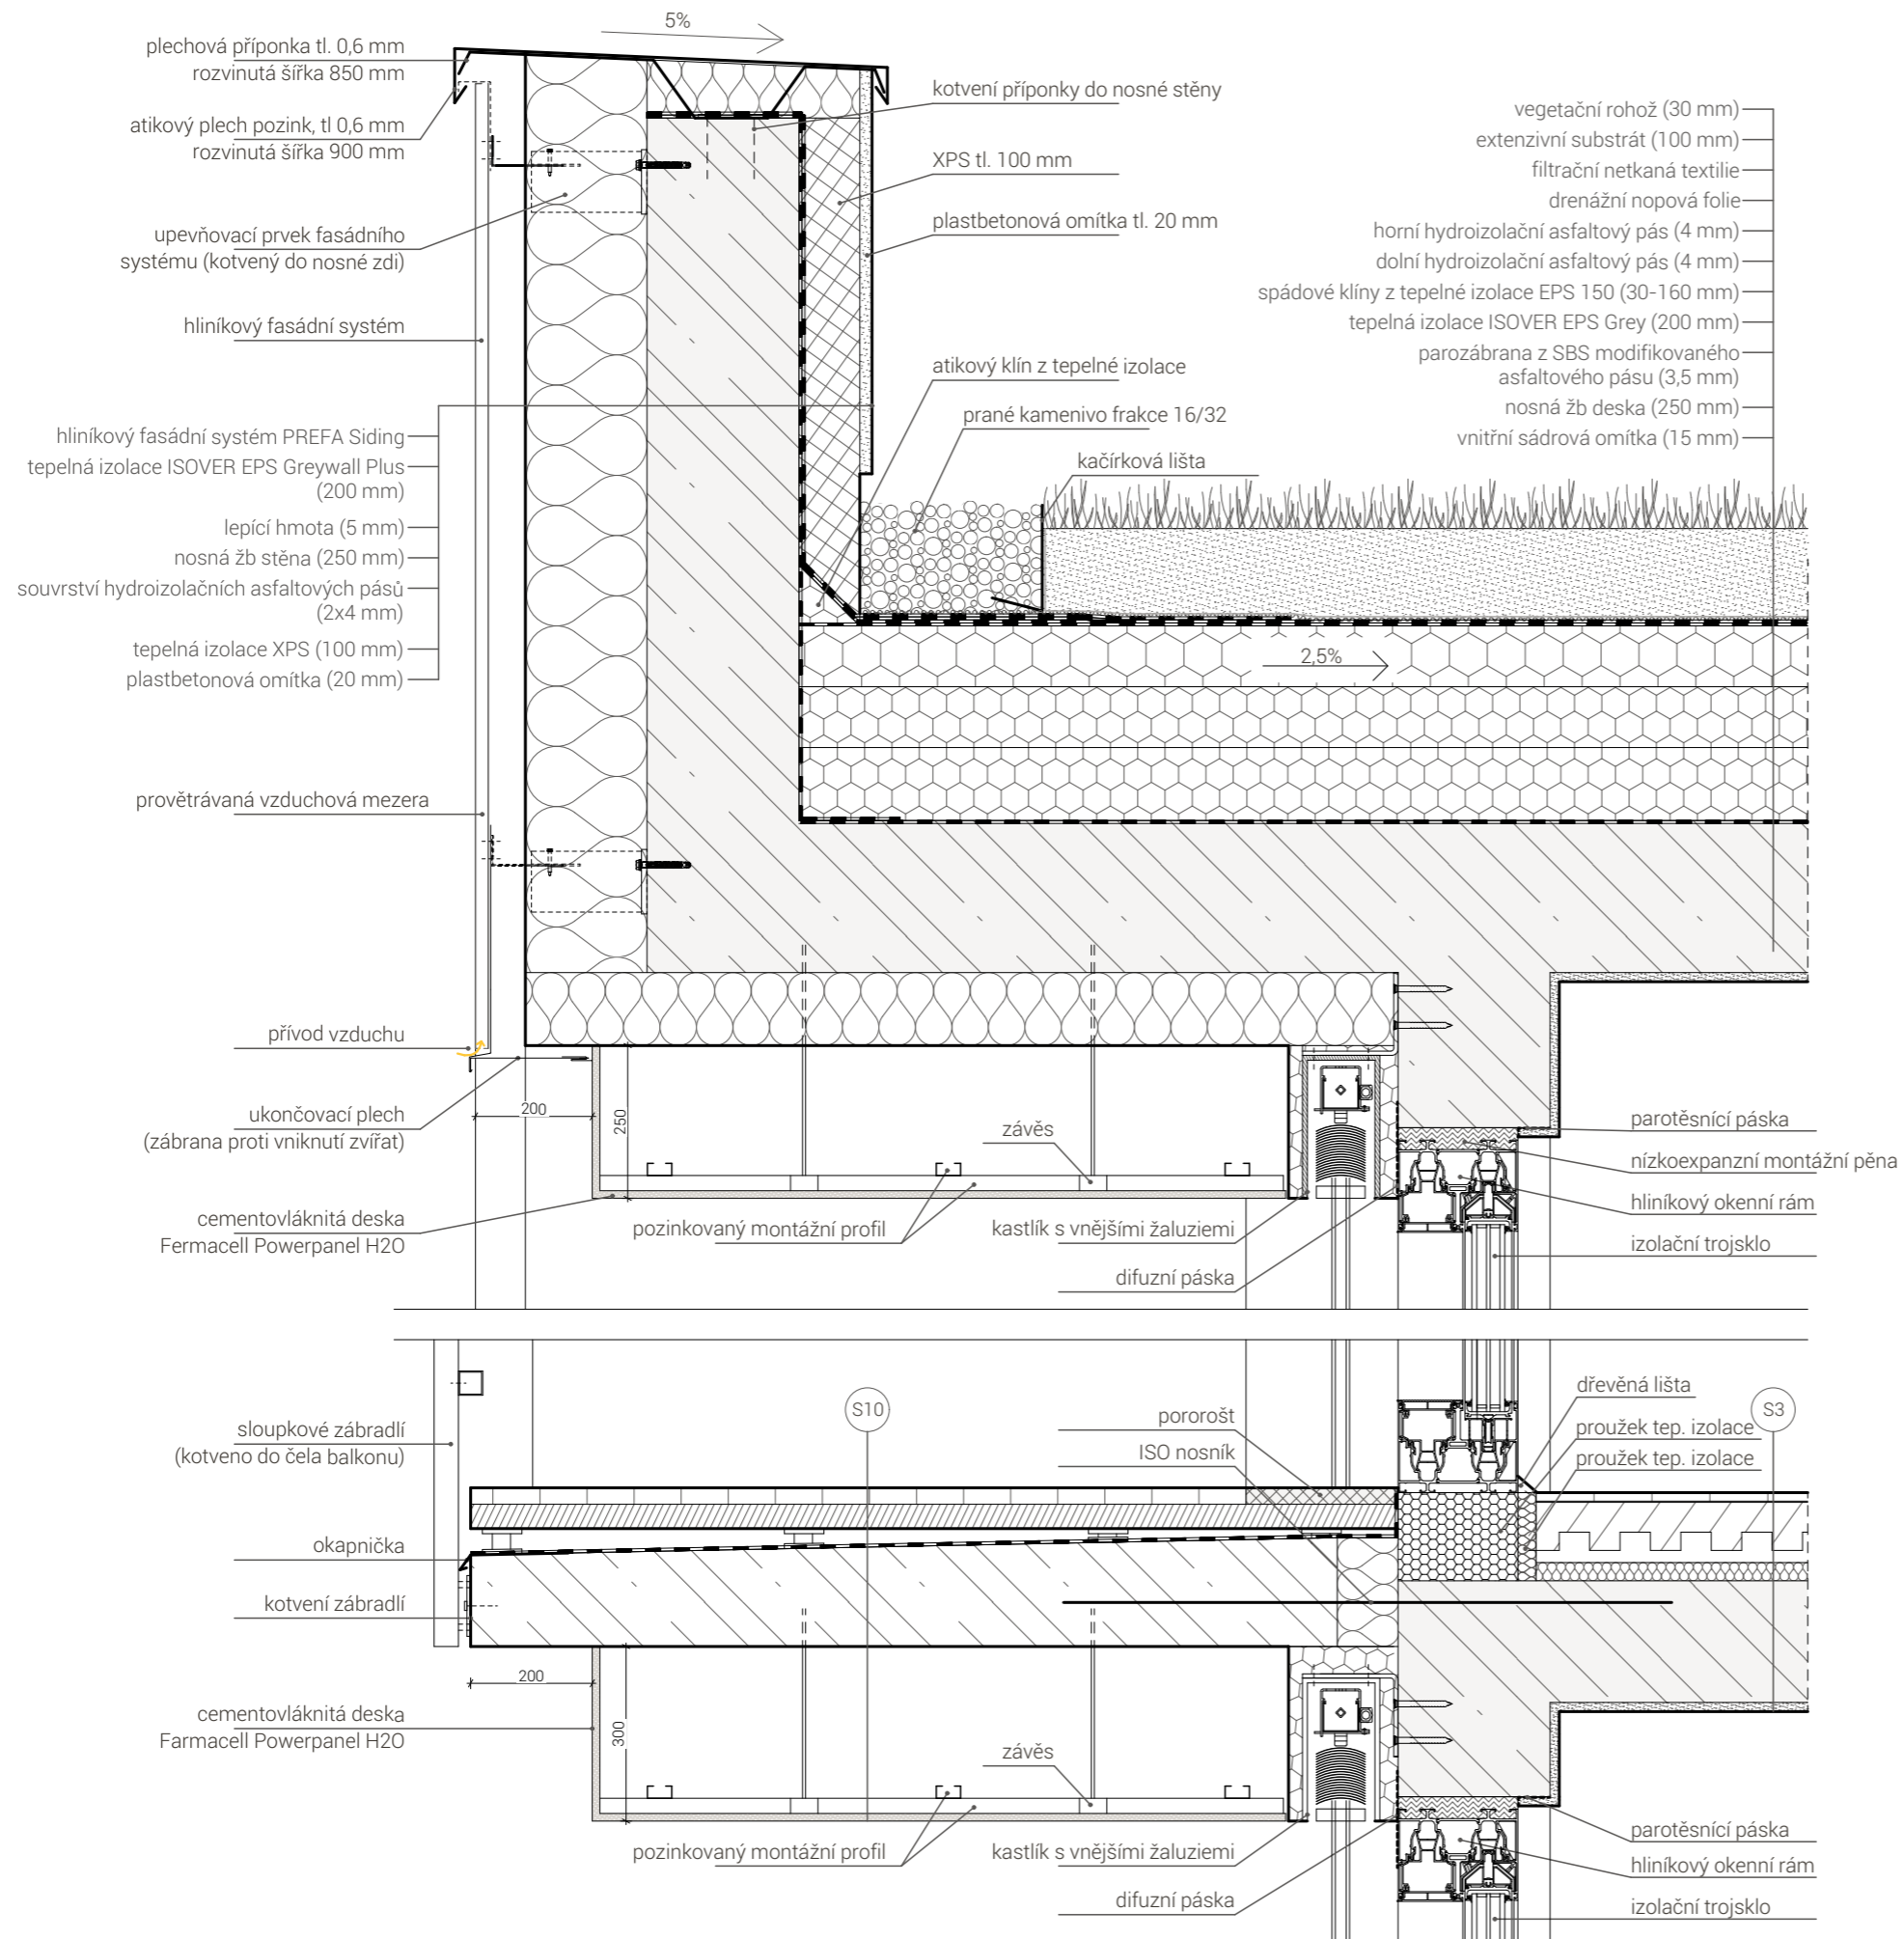 5%
plechová příponka tl. 0,6 mm
rozvinutá šířka 850 mm
atikový plech pozink, tl 0,6 mm
rozvinutá šířka 900 mm
upevňovací prvek fasádního
systému (kotvený do nosné zdi)
hliníkový fasádní systém
hliníkový fasádní systém PREFA Siding
tepelná izolace ISOVER EPS Greywall Plus
(200 mm)
lepící hmota (5 mm)
nosná žb stěna (250 mm)
souvrství hydroizolačních asfaltových pásů
(2x4 mm)
tepelná izolace XPS (100 mm)
plastbetonová omítka (20 mm)
provětrávaná vzduchová mezera
přívod vzduchu
ukončovací plech
(zábrana proti vniknutí zvířat)
cementovláknitá deska
Fermacell Powerpanel H2O
kotvení příponky do nosné stěny
XPS tl. 100 mm
plastbetonová omítka tl. 20 mm
atikový klín z tepelné izolace
prané kamenivo frakce 16/32
kačírková lišta
vegetační rohož (30 mm)
extenzivní substrát (100 mm)
filtrační netkaná textilie
drenážní nopová folie
horní hydroizolační asfaltový pás (4 mm)
dolní hydroizolační asfaltový pás (4 mm)
spádové klíny z tepelné izolace EPS 150 (30-160 mm)
tepelná izolace ISOVER EPS Grey (200 mm)
parozábrana z SBS modifikovaného
asfaltového pásu (3,5 mm)
nosná žb deska (250 mm)
vnitřní sádrová omítka (15 mm)
2,5%
200
250
závěs
pozinkovaný montážní profil
kastlík s vnějšími žaluziemi
difuzní páska
parotěsnící páska
nízkoexpanzní montážní pěna
hliníkový okenní rám
izolační trojsklo
sloupkové zábradlí
(kotveno do čela balkonu)
okapnička
kotvení zábradlí
cementovláknitá deska
Farmacell Powerpanel H2O
S10
pororošt
ISO nosník
dřevěná lišta
proužek tep. izolace
proužek tep. izolace
S3
200
300
závěs
pozinkovaný montážní profil
kastlík s vnějšími žaluziemi
difuzní páska
parotěsnící páska
hliníkový okenní rám
izolační trojsklo